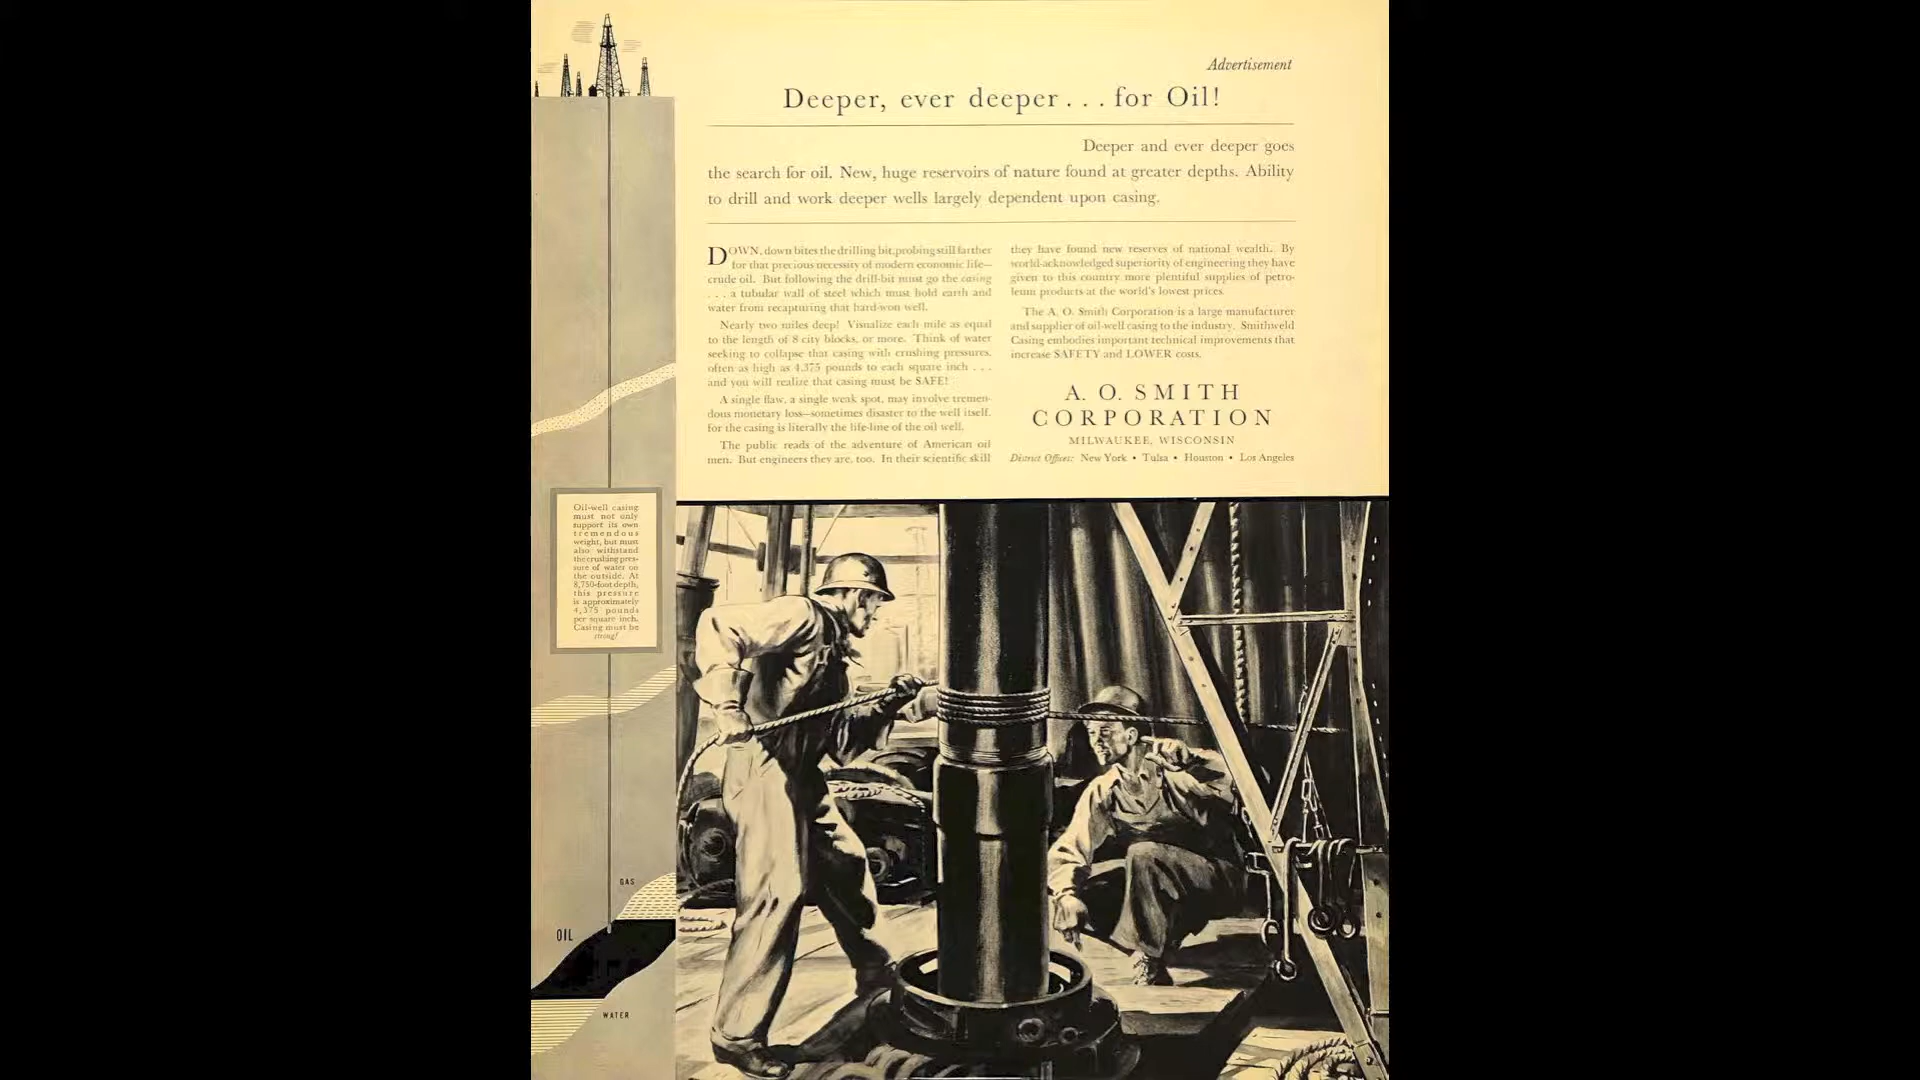 Advertisement
Deeper, ever deeper... for Oil!
Deeper and ever deeper goes
the search for oil. New, huge reservoirs of nature found at greater depths. Ability
to drill and work deeper wells largely dependent upon casing.
DOWN, down bites the drilling bit, probing still farther
for that precious necessity of modern economic life—
crude oil. But following the drill-bit must go the casing
... a tubular wall of steel which must hold earth and
water from recapturing that hard-won well.
Nearly two miles deep! Visualize each mile as equal
to the length of 8 city blocks, or more. Think of water
seeking to collapse that casing with crushing pressures,
often as high as 4,375 pounds to each square inch ...
and you will realize that casing must be SAFE!
A single flaw, a single weak spot, may involve tremen-
dous monetary loss—sometimes disaster to the well itself,
for the casing is literally the life-line of the oil well.
The public reads of the adventure of American oil
men. But engineers they are, too. In their scientific skill
they have found new reserves of national wealth. By
world-acknowledged superiority of engineering they have
given to this country more plentiful supplies of petro-
leum products at the world's lowest prices.
The A. O. Smith Corporation is a large manufacturer
and supplier of oil-well casing to the industry. Smithweld
Casing embodies important technical improvements that
increase SAFETY and LOWER costs.
A. O. SMITH
CORPORATION
MILWAUKEE, WISCONSIN
District Offices: New York • Tulsa • Houston • Los Angeles
Oil-well casing
must not only
support its own
tremendous
weight, but must
also withstand
the crushing pres-
sure of water on
the outside. At
8,750-foot depth,
this pressure
is approximately
4,375 pounds
per square inch.
Casing must be
strong!
GAS
OIL
WATER